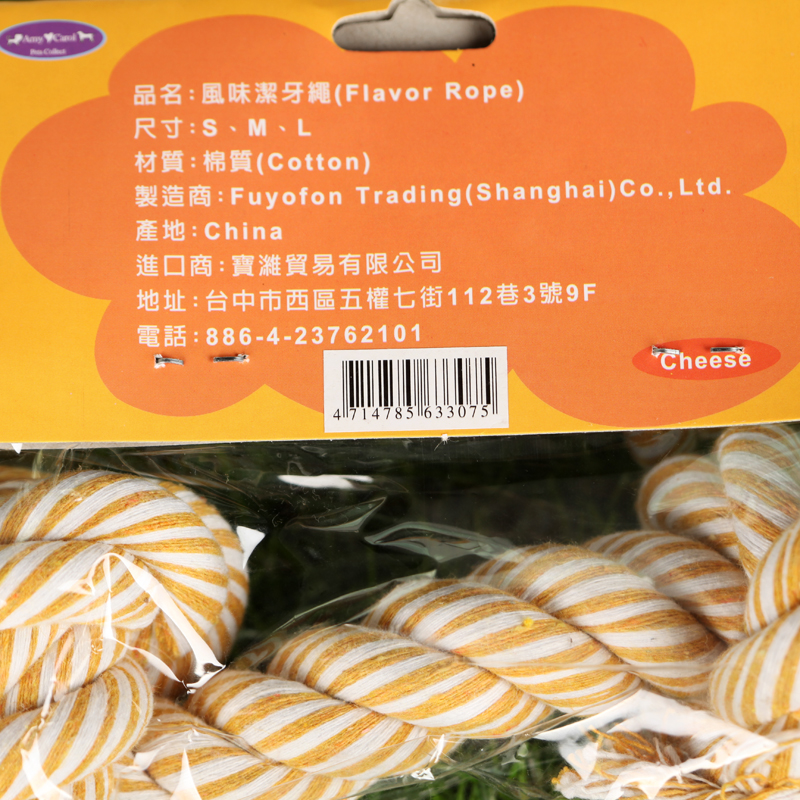 Amy Carol
Pets Collect
品名:風味潔牙繩(Flavor Rope)
尺寸:S、M、L
材質:棉質(Cotton)
製造商:Fuyofon Trading(Shanghai)Co.,Ltd.
產地:China
進口商:寶濰貿易有限公司
地址:台中市西區五權七街112巷3號9F
電話:886-4-23762101
Cheese
4 714785 633075